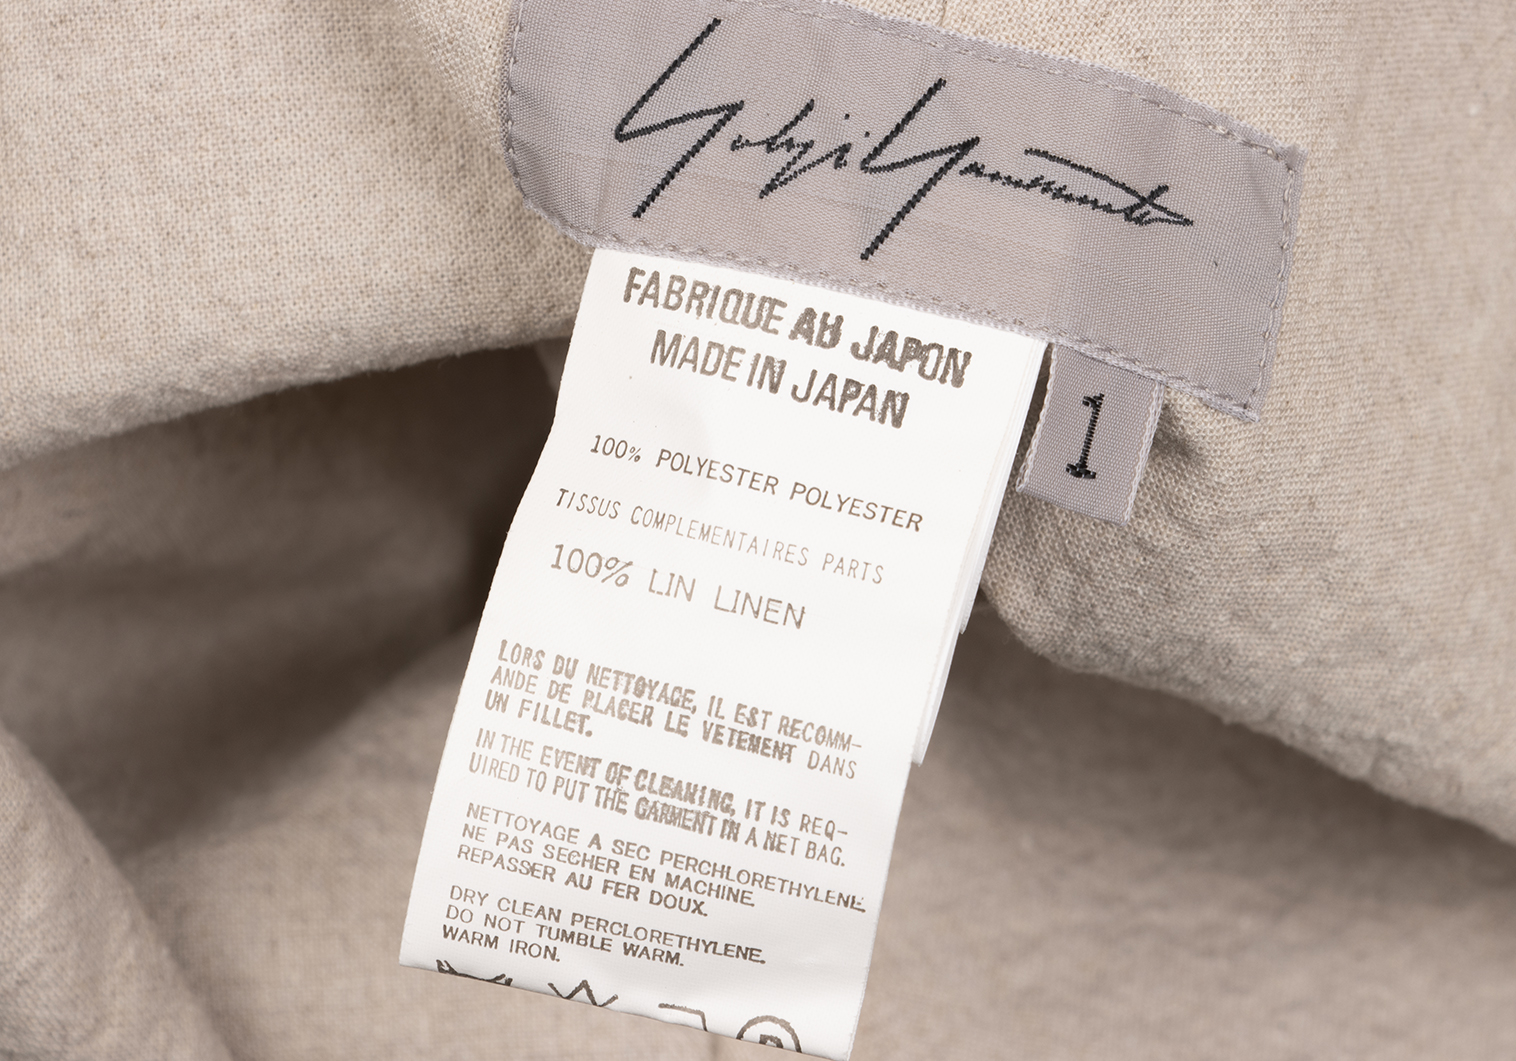 Yohji Yamamoto
FABRIQUE AU JAPON
MADE IN JAPAN
1
100% POLYESTER POLYESTER
TISSUS COMPLEMENTAIRES PARTS
100% LIN LINEN
LORS DU NETTOYAGE, IL EST RECOMM-
ANDE DE PLACER LE VETEMENT DANS
UN FILLET.
IN THE EVENT OF CLEANING, IT IS REQ-
UIRED TO PUT THE GARMENT IN A NET BAG.
NETTOYAGE A SEC PERCHLORETHYLENE
NE PAS SECHER EN MACHINE.
REPASSER AU FER DOUX.
DRY CLEAN PERCLORETHYLENE.
DO NOT TUMBLE WARM.
WARM IRON.
P